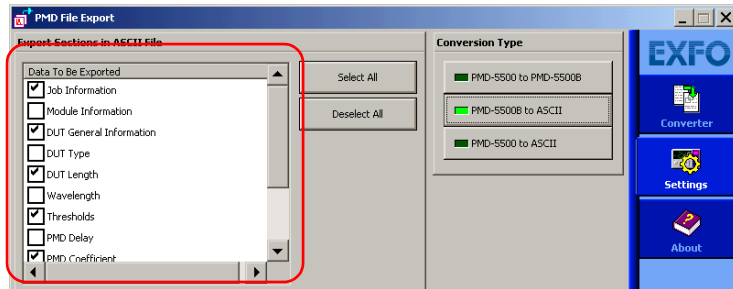 PMD File Export
Export Sections in ASCII File
Data To Be Exported
Job Information
Module Information
DUT General Information
DUT Type
DUT Length
Wavelength
Thresholds
PMD Delay
PMD Coefficient
Select All
Deselect All
Conversion Type
PMD-5500 to PMD-5500B
PMD-5500B to ASCII
PMD-5500 to ASCII
EXFO
Converter
Settings
About